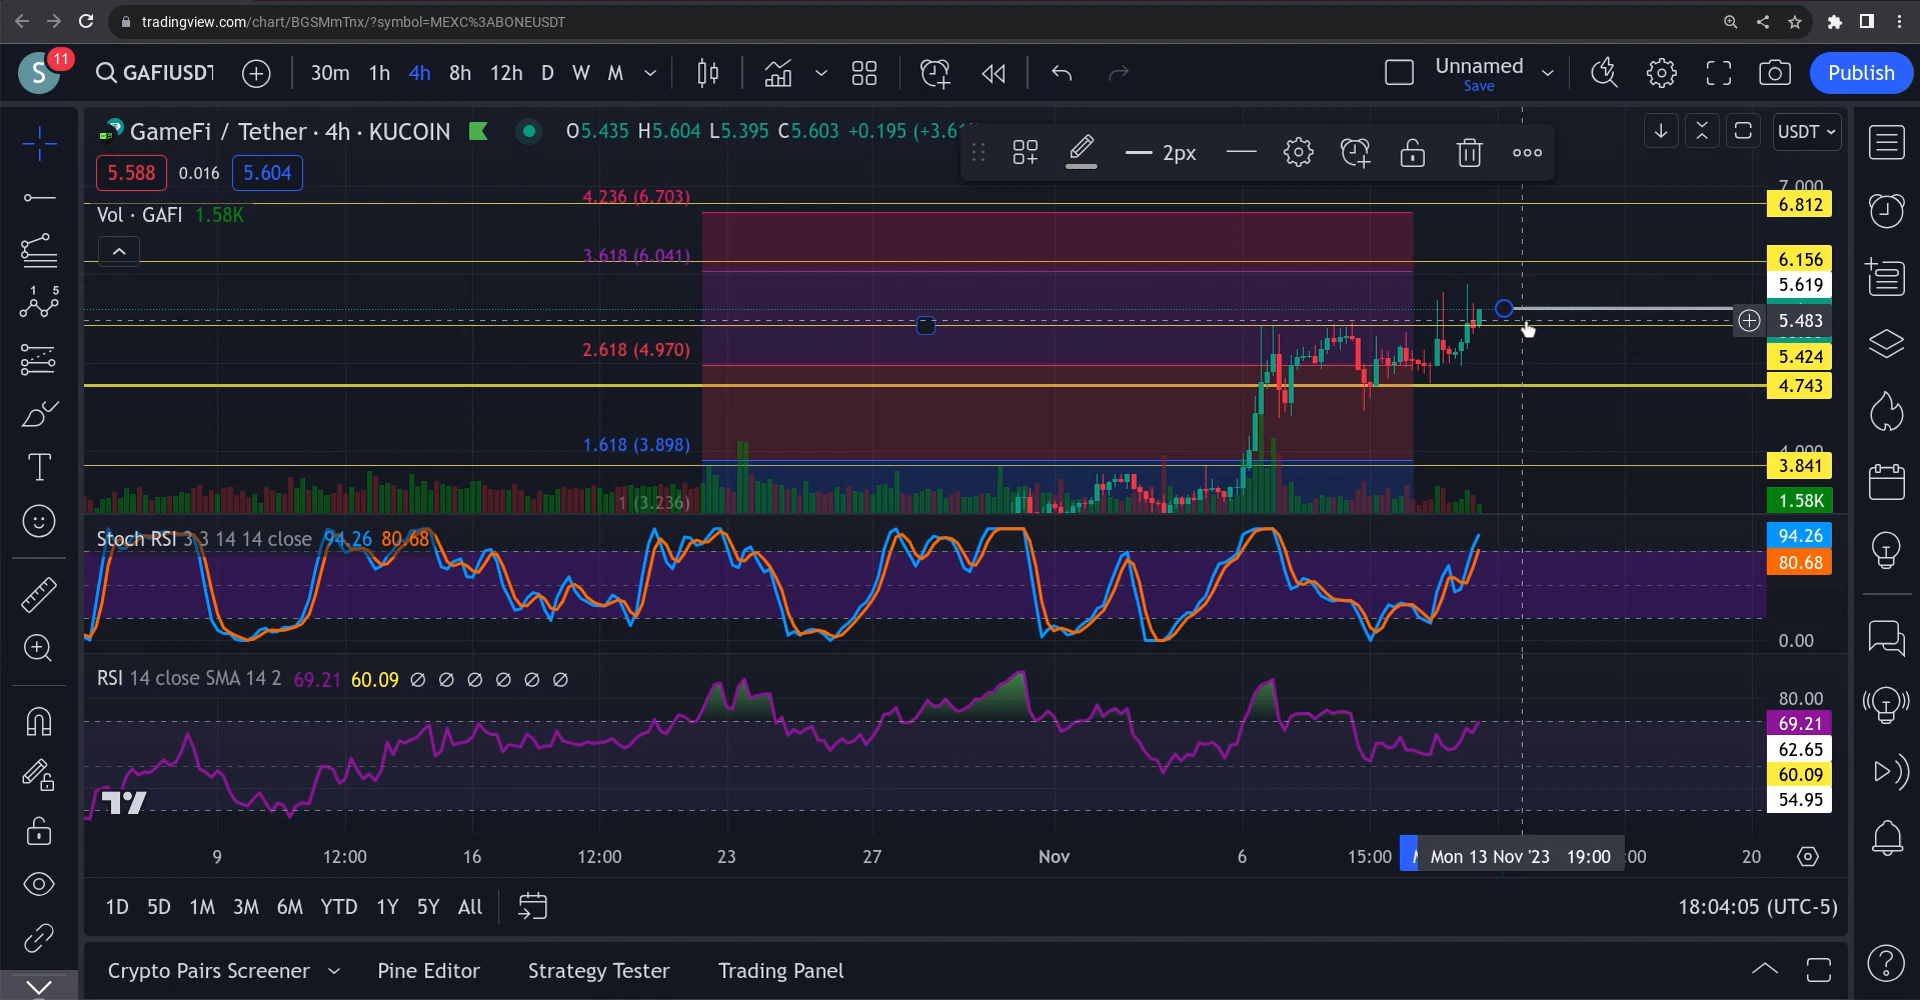 tradingview.com/chart/BGSMmTnx/?symbol=MEXC%3ABONEUSDT
S 11 GAFIUSDT 30m 1h 4h 8h 12h D W M Unnamed Save Publish
GameFi / Tether · 4h · KUCOIN O5.435 H5.604 L5.395 C5.603 +0.195 USDT
2px
5.588 0.016 5.604
7.000
4.236 (6.703)
6.812
Vol · GAFI 1.58K
3.618 (6.041)
6.156
5.619
5.483
2.618 (4.970)
5.424
4.743
1.618 (3.898)
4.000
3.841
1 (3.236)
1.58K
Stoch RSI 3 3 14 14 close 94.26 80.68
94.26
80.68
0.00
RSI 14 close SMA 14 2 69.21 60.09 ∅ ∅ ∅ ∅ ∅ ∅
80.00
69.21
62.65
60.09
54.95
9 12:00 16 12:00 23 27 Nov 6 15:00 Mon 13 Nov '23 19:00 :00 20
1D 5D 1M 3M 6M YTD 1Y 5Y All 18:04:05 (UTC-5)
Crypto Pairs Screener Pine Editor Strategy Tester Trading Panel